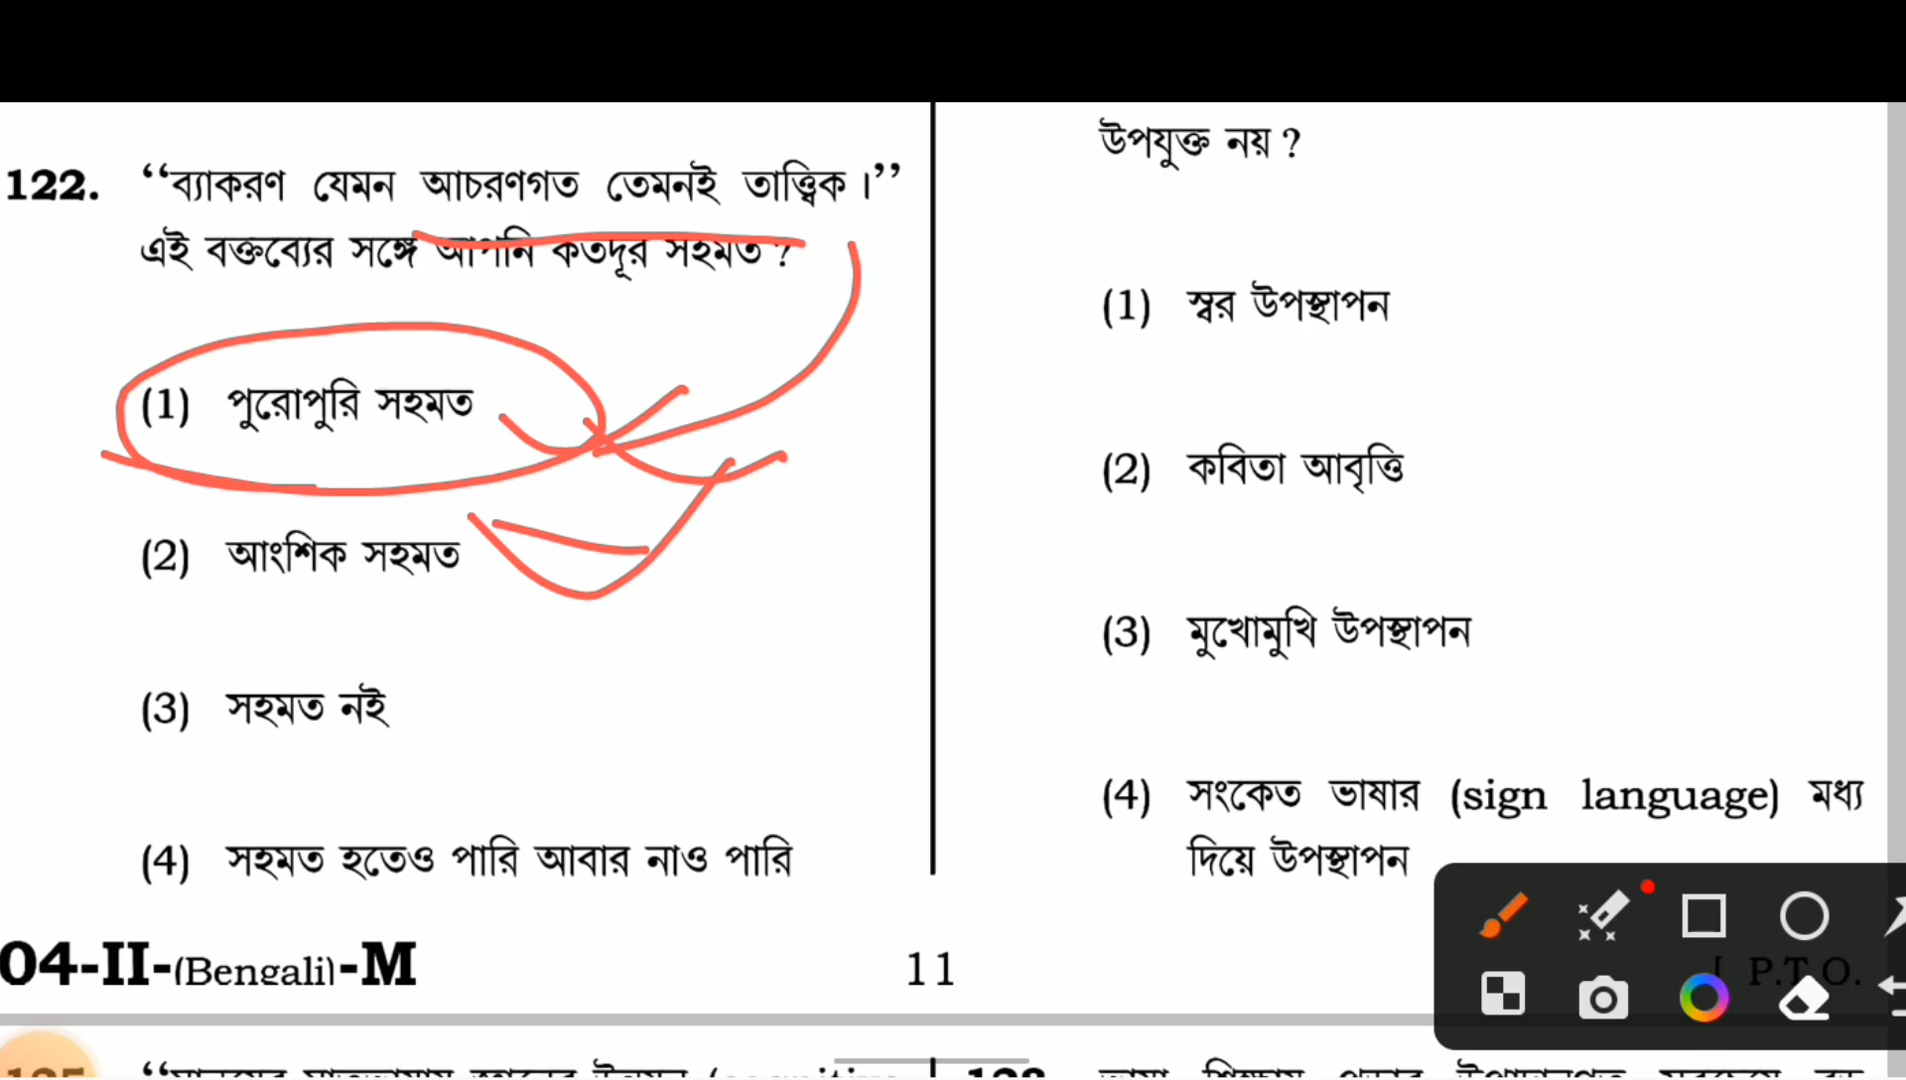 122. ‘‘ব্যাকরণ যেমন আচরণগত তেমনই তাত্ত্বিক।’’
এই বক্তব্যের সঙ্গে আপনি কতদূর সহমত ?
(1) পুরোপুরি সহমত
(2) আংশিক সহমত
(3) সহমত নই
(4) সহমত হতেও পারি আবার নাও পারি
উপযুক্ত নয় ?
(1) স্বর উপস্থাপন
(2) কবিতা আবৃত্তি
(3) মুখোমুখি উপস্থাপন
(4) সংকেত ভাষার (sign language) মধ্য
দিয়ে উপস্থাপন
04-II-(Bengali)-M
11
[ P.T.O.